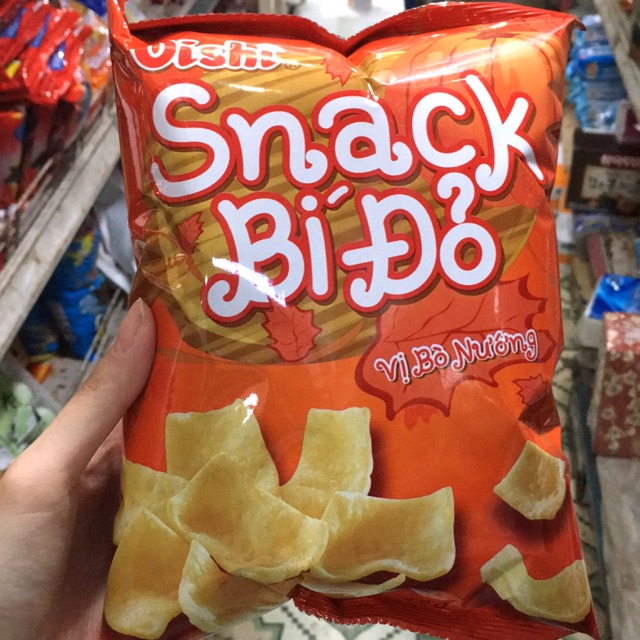 Oishi
Snack
Bí Đỏ
Vị Bò Nướng